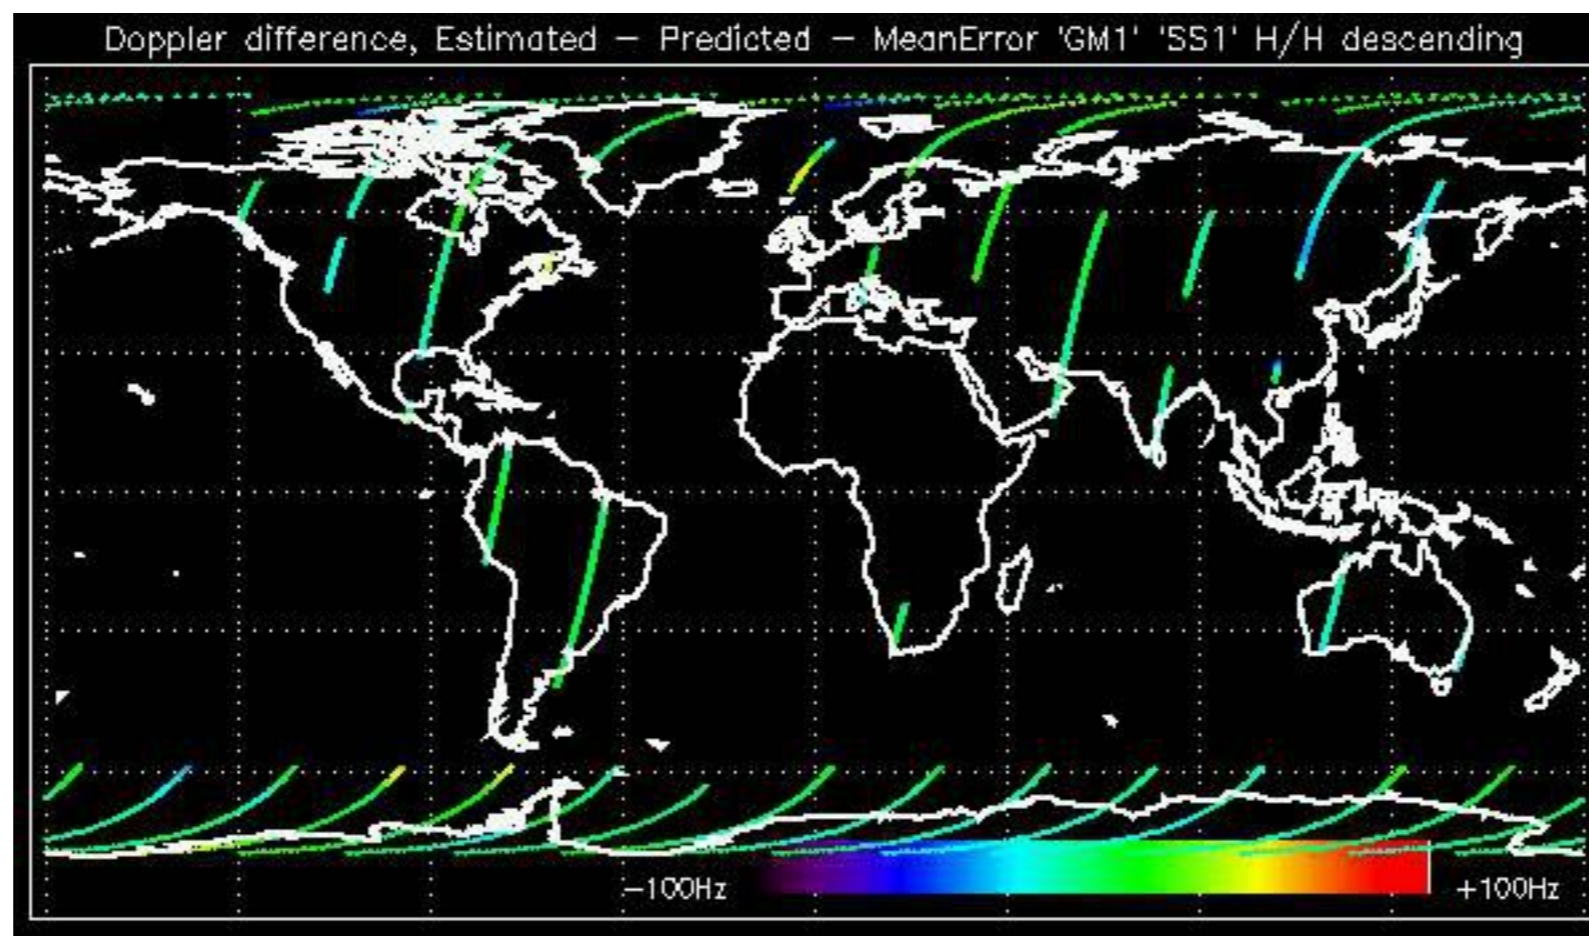 Doppler difference, Estimated – Predicted – MeanError 'GM1' 'SS1' H/H descending
–100Hz
+100Hz